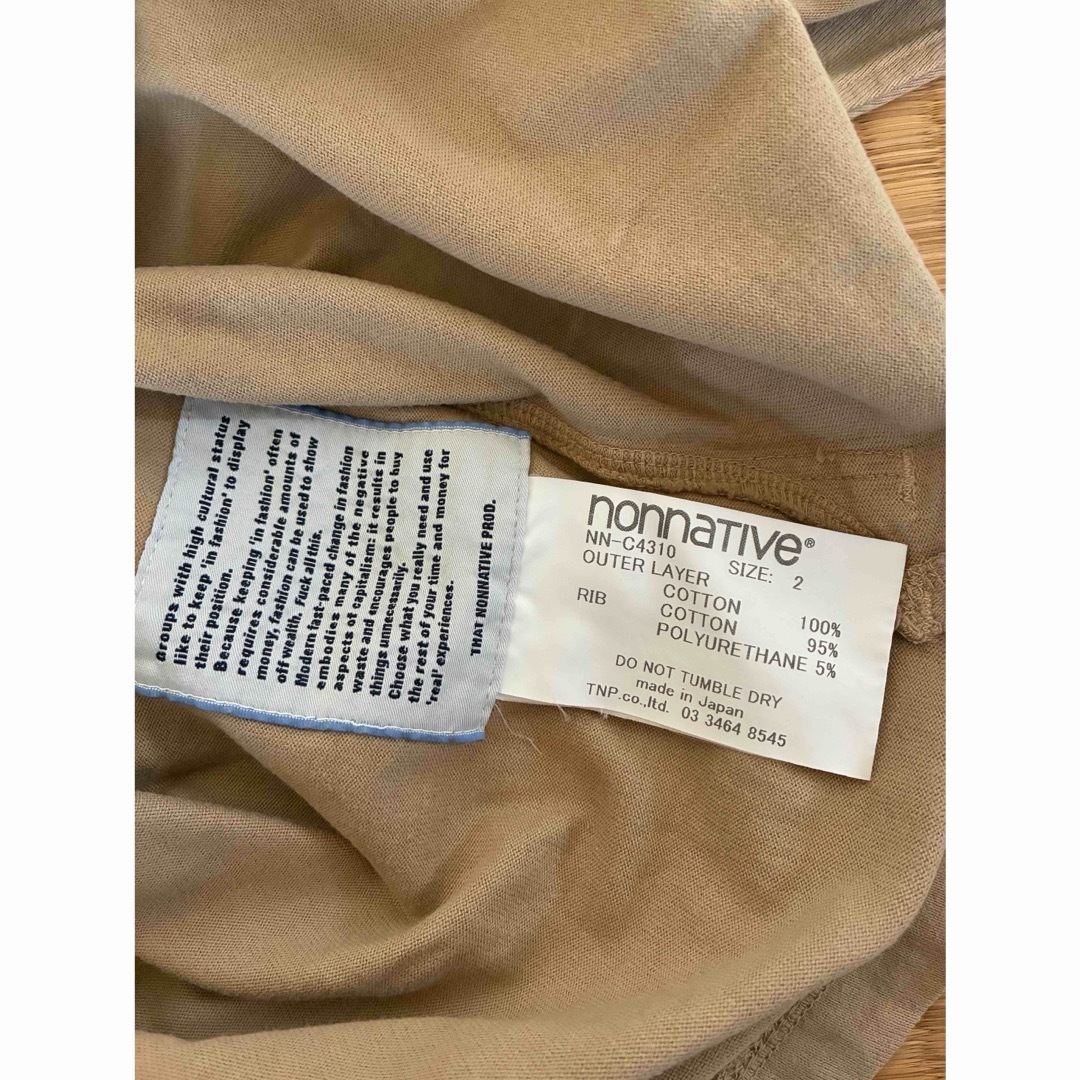 Groups with high cultural status
like to keep 'in fashion' to display
their position.
Because keeping 'in fashion' often
requires considerable amounts of
money, fashion can be used to show
off wealth. Fuck all this.
Modern fast-paced change in fashion
embodies many of the negative
aspects of capitalism: it results in
waste and encourages people to buy
things unnecessarily.
Choose what you really need and use
the rest of your time and money for
'real' experiences.
THAT NONNATIVE PROD.
nonnative®
NN-C4310 SIZE: 2
OUTER LAYER
COTTON 100%
RIB COTTON 95%
POLYURETHANE 5%
DO NOT TUMBLE DRY
made in Japan
TNP.co.,ltd. 03 3464 8545